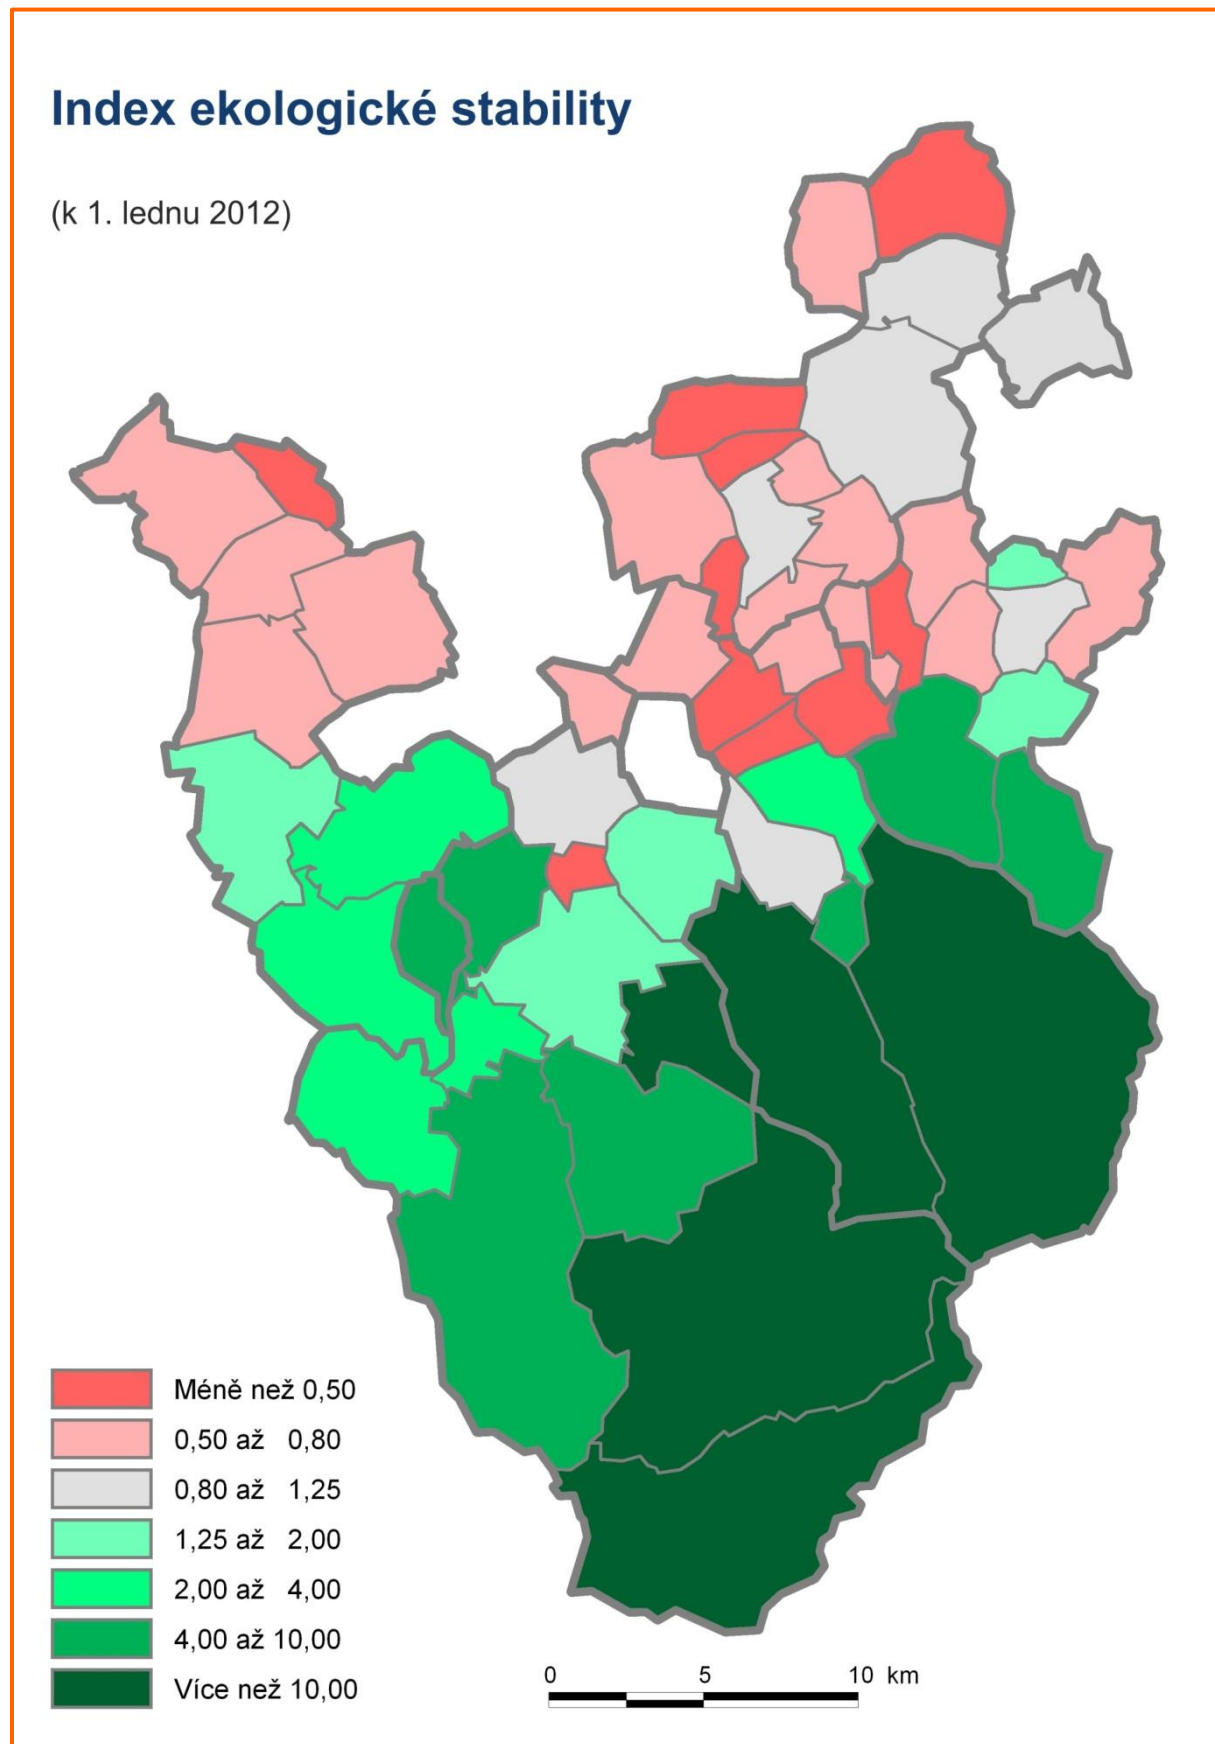 Index ekologické stability
(k 1. lednu 2012)
Méně než 0,50
0,50 až 0,80
0,80 až 1,25
1,25 až 2,00
2,00 až 4,00
4,00 až 10,00
Více než 10,00
0 5 10 km